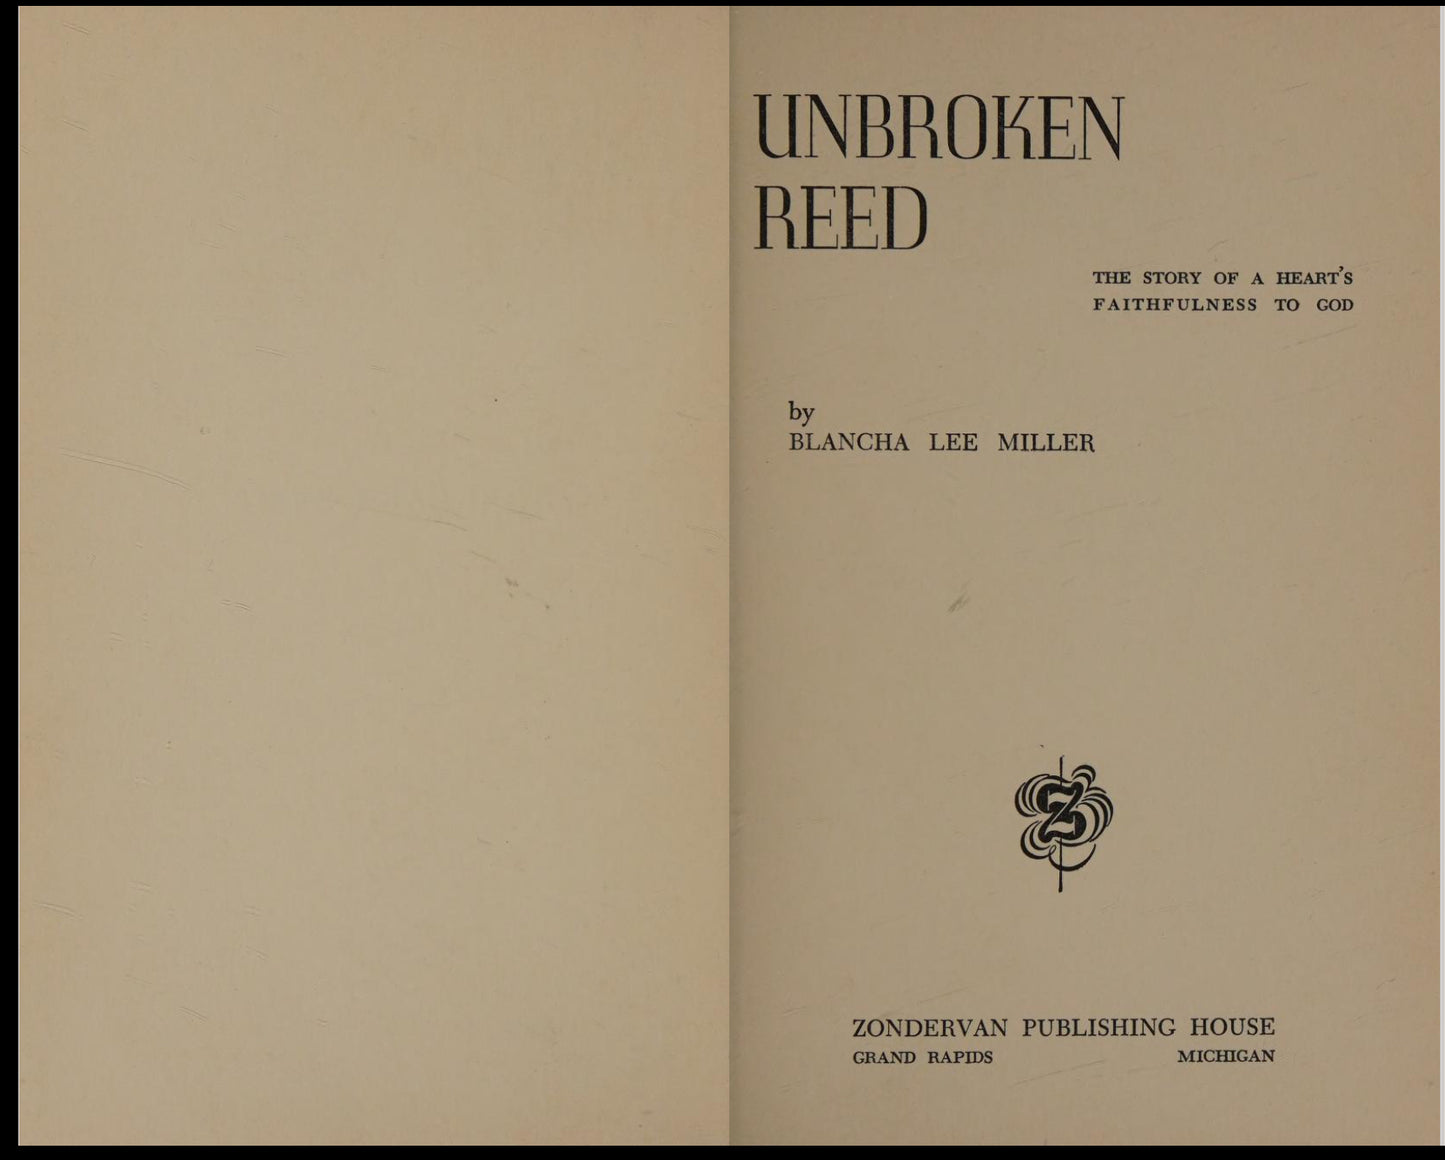 UNBROKEN
REED
THE STORY OF A HEART'S
FAITHFULNESS TO GOD
by
BLANCHA LEE MILLER
Z
ZONDERVAN PUBLISHING HOUSE
GRAND RAPIDS MICHIGAN